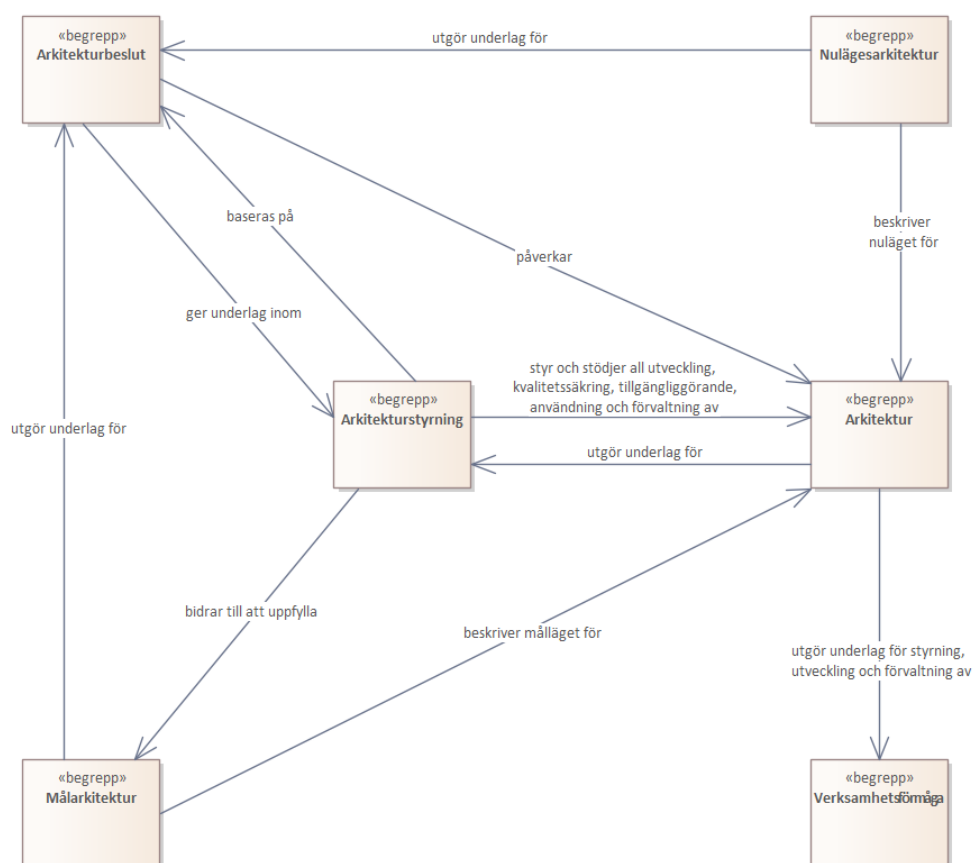 «begrepp»
Arkitekturbeslut
utgör underlag för
«begrepp»
Nulägesarkitektur
baseras på
beskriver
nuläget för
påverkar
ger underlag inom
styr och stödjer all utveckling,
kvalitetssäkring, tillgängliggörande,
användning och förvaltning av
«begrepp»
Arkitekturstyrning
«begrepp»
Arkitektur
utgör underlag för
utgör underlag för
bidrar till att uppfylla
beskriver målläget för
utgör underlag för styrning,
utveckling och förvaltning av
«begrepp»
Målarkitektur
«begrepp»
Verksamhetsförmåga